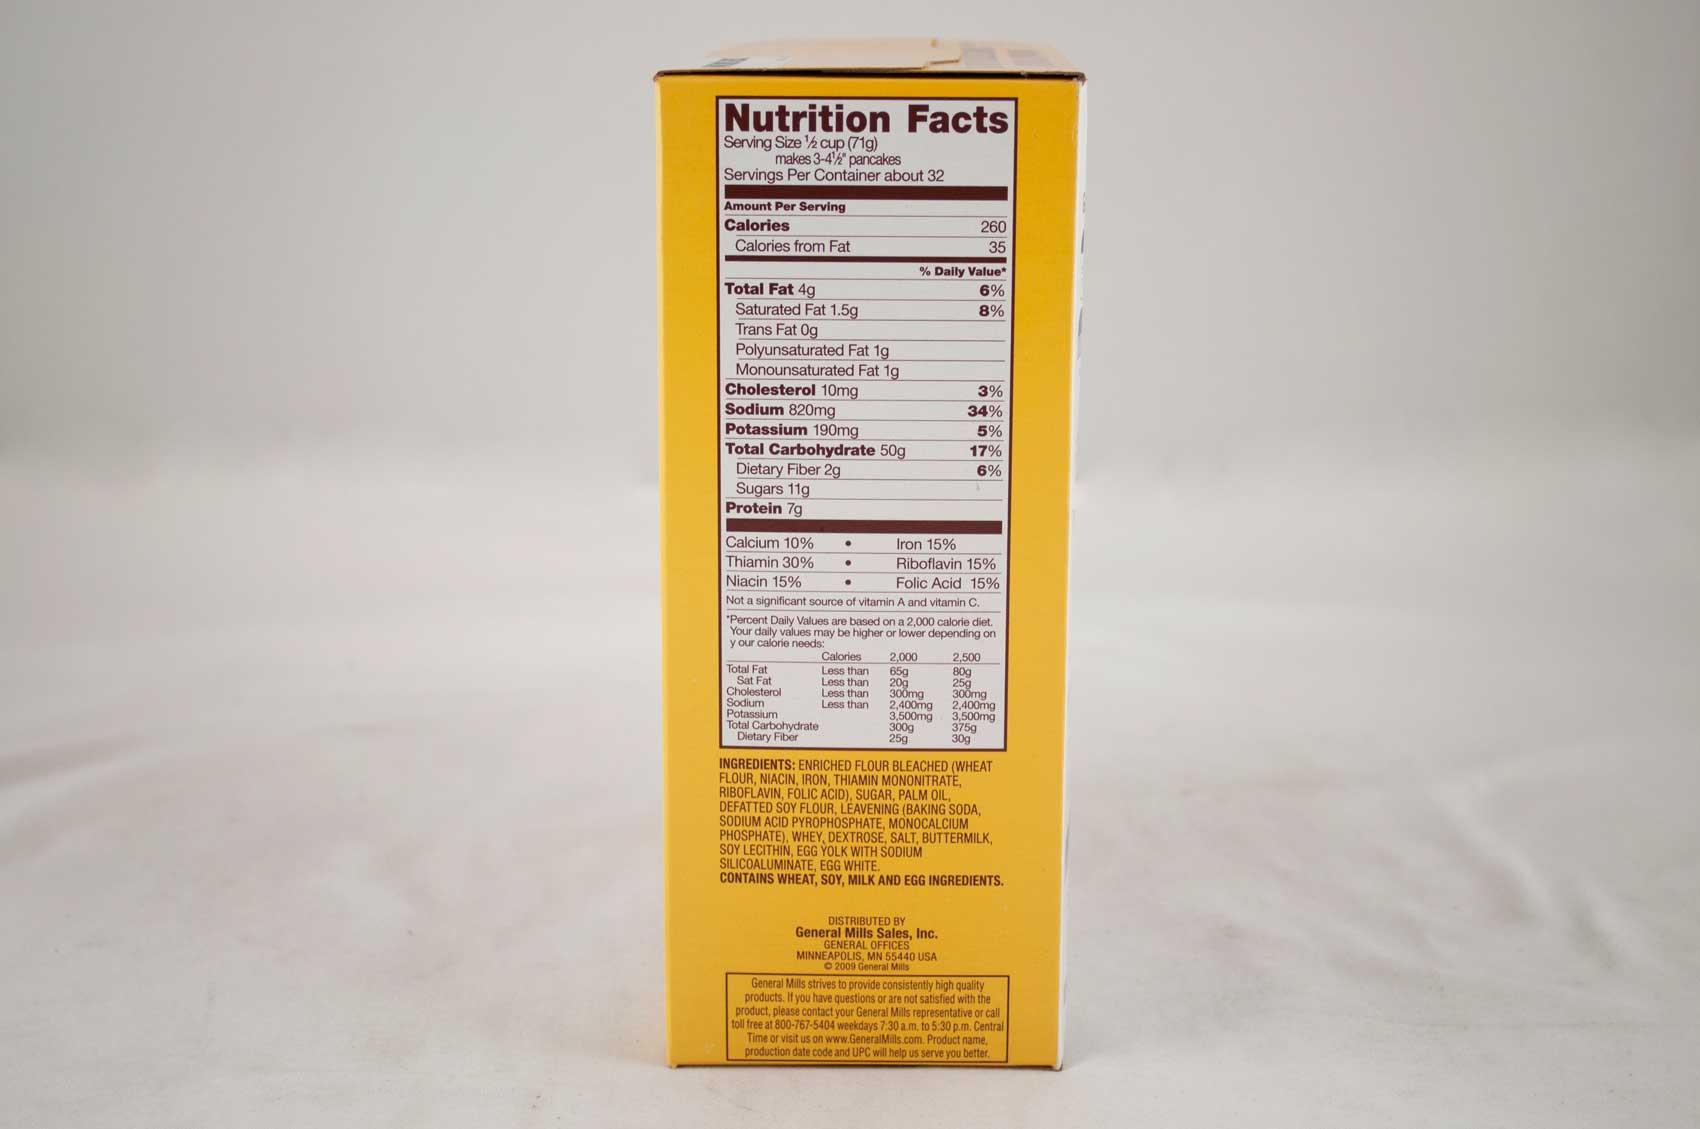 Nutrition Facts
Serving Size ½ cup (71g)
makes 3-4½" pancakes
Servings Per Container about 32
Amount Per Serving
Calories 260
Calories from Fat 35
% Daily Value*
Total Fat 4g 6%
Saturated Fat 1.5g 8%
Trans Fat 0g
Polyunsaturated Fat 1g
Monounsaturated Fat 1g
Cholesterol 10mg 3%
Sodium 820mg 34%
Potassium 190mg 5%
Total Carbohydrate 50g 17%
Dietary Fiber 2g 6%
Sugars 11g
Protein 7g
Calcium 10% • Iron 15%
Thiamin 30% • Riboflavin 15%
Niacin 15% • Folic Acid 15%
Not a significant source of vitamin A and vitamin C.
*Percent Daily Values are based on a 2,000 calorie diet.
Your daily values may be higher or lower depending on
y our calorie needs:
Calories 2,000 2,500
Total Fat Less than 65g 80g
Sat Fat Less than 20g 25g
Cholesterol Less than 300mg 300mg
Sodium Less than 2,400mg 2,400mg
Potassium 3,500mg 3,500mg
Total Carbohydrate 300g 375g
Dietary Fiber 25g 30g
INGREDIENTS: ENRICHED FLOUR BLEACHED (WHEAT
FLOUR, NIACIN, IRON, THIAMIN MONONITRATE,
RIBOFLAVIN, FOLIC ACID), SUGAR, PALM OIL,
DEFATTED SOY FLOUR, LEAVENING (BAKING SODA,
SODIUM ACID PYROPHOSPHATE, MONOCALCIUM
PHOSPHATE), WHEY, DEXTROSE, SALT, BUTTERMILK,
SOY LECITHIN, EGG YOLK WITH SODIUM
SILICOALUMINATE, EGG WHITE.
CONTAINS WHEAT, SOY, MILK AND EGG INGREDIENTS.
DISTRIBUTED BY
General Mills Sales, Inc.
GENERAL OFFICES
MINNEAPOLIS, MN 55440 USA
© 2009 General Mills
General Mills strives to provide consistently high quality
products. If you have questions or are not satisfied with the
product, please contact your General Mills representative or call
toll free at 800-767-5404 weekdays 7:30 a.m. to 5:30 p.m. Central
Time or visit us on www.GeneralMills.com. Product name,
production date code and UPC will help us serve you better.